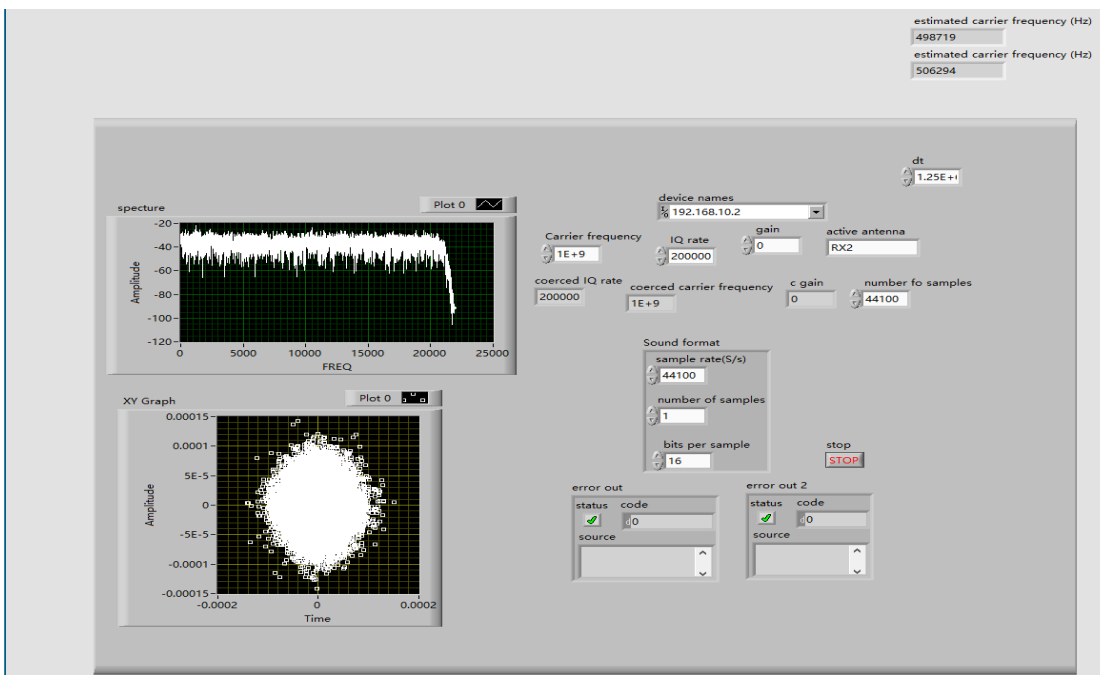 estimated carrier frequency (Hz)
498719
estimated carrier frequency (Hz)
506294
dt
1.25E+
specture
Plot 0
-20
-40
-60
-80
-100
-120
Amplitude
0 5000 10000 15000 20000 25000
FREQ
device names
192.168.10.2
Carrier frequency
1E+9
IQ rate
200000
gain
0
active antenna
RX2
coerced IQ rate
200000
coerced carrier frequency
1E+9
c gain
0
number fo samples
44100
Sound format
sample rate(S/s)
44100
number of samples
1
bits per sample
16
stop
STOP
XY Graph
Plot 0
0.00015
0.0001
5E-5
0
-5E-5
-0.0001
-0.00015
Amplitude
-0.0002 0 0.0002
Time
error out
status code
0
source
error out 2
status code
0
source